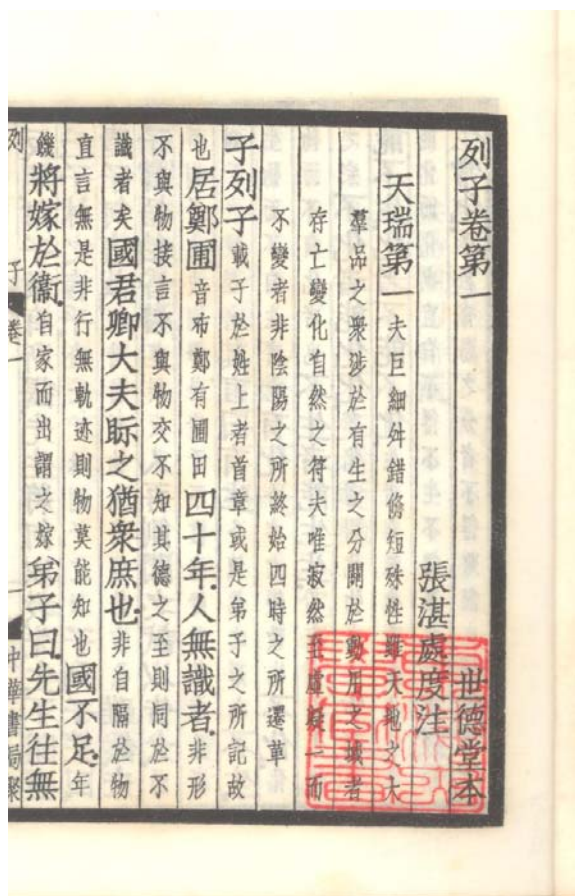 列子卷第一
世德堂本
張湛處度注
天瑞第一 夫巨細舛錯脩短殊性雖天地之大
羣品之衆涉於有生之分關於動用之域者
存亡變化自然之符夫唯寂然至虛凝一而
不變者非陰陽之所終始四時之所遷革
子列子 載子於姓上者首章或是弟子之所記故
也 居鄭圃 音布鄭有圃田 四十年人無識者 非形
不與物接言不與物交不知其德之至則同於不
識者矣 國君卿大夫眎之猶衆庶也 非自隔於物
直言無是非行無軌迹則物莫能知也 國不足 年
饑 將嫁於衞 自家而出謂之嫁 弟子曰先生往無
列子 卷一 一 中華書局聚